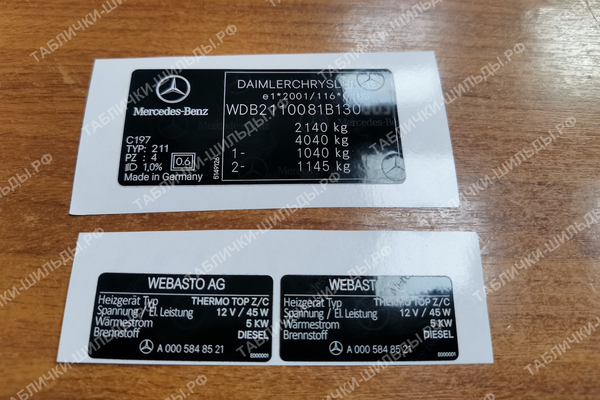 DAIMLERCHRYSLER
e1*2001/116*
Mercedes-Benz
2140 kg
4040 kg
1- 1040 kg
2- 1145 kg
C197
TYP: 211
PZ : 4
1,0%
0.6
Made in Germany
WEBASTO AG
Heizgerät Typ THERMO TOP Z/C
Spannung / El. Leistung 12 V / 45 W
Wärmestrom 5 KW
Brennstoff DIESEL
A 000 584 85 21
E000001
WEBASTO
Heizgerät Typ THERMO TOP Z/C
Spannung / El. Leistung 12 V / 45 W
Wärmestrom 5 KW
Brennstoff DIESEL
A 000 584 85 21
E000001
ТАБЛИЧКИ-ШИЛЬДЫ.РФ